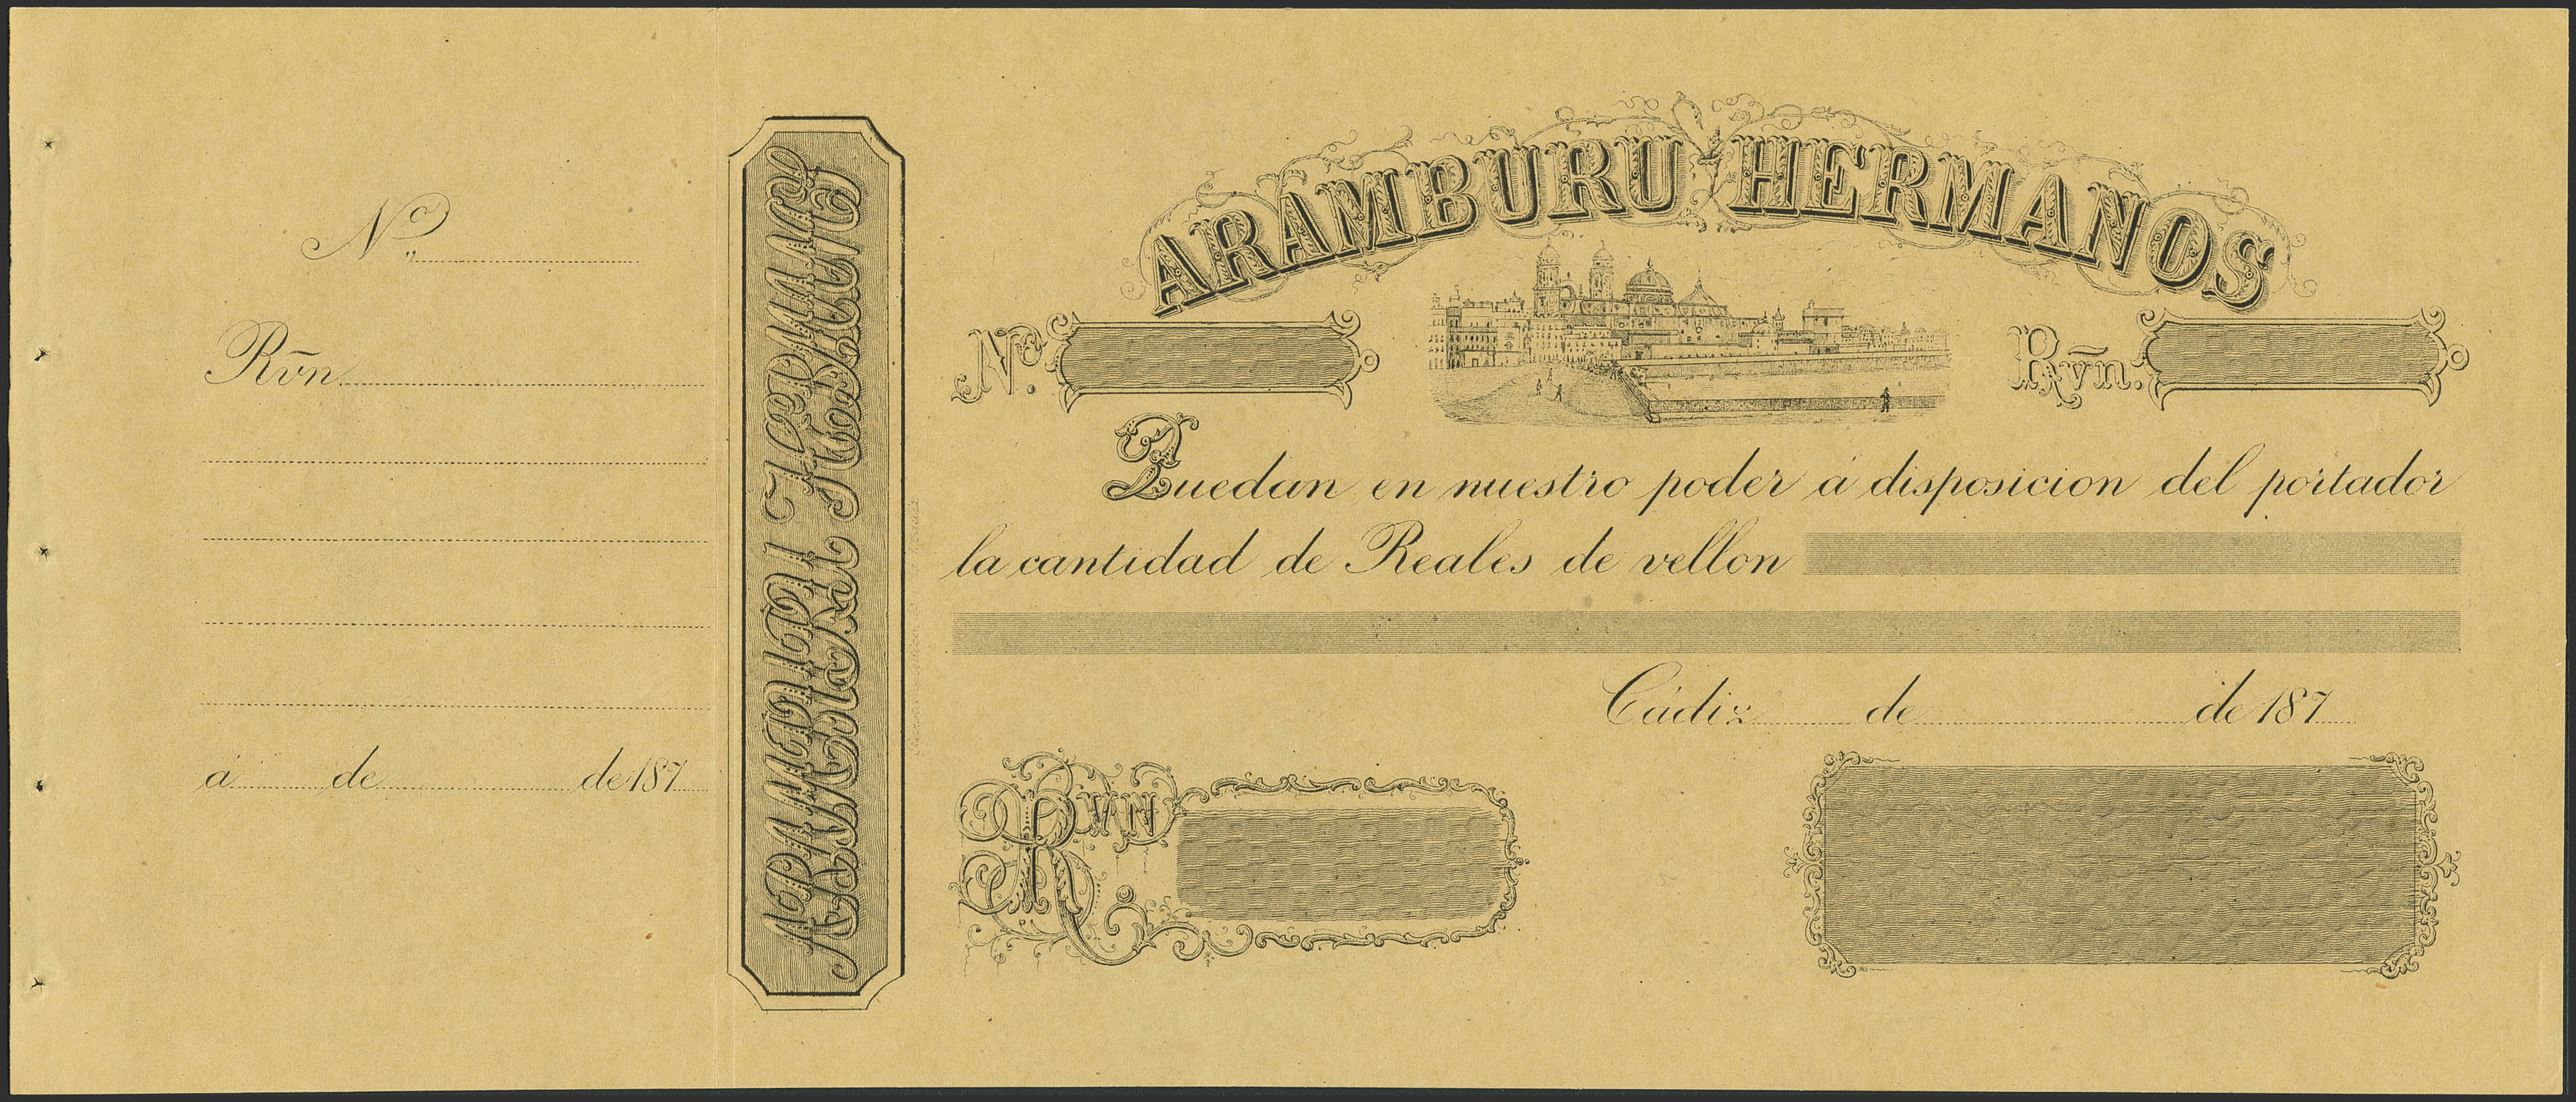 Nº
Rvn
á de de 187
ARAMBURU HERMANOS
ARAMBURU HERMANOS
Nº.
Rvn.
Quedan en nuestro poder á disposicion del portador
la cantidad de Reales de vellon
Cádiz de de 187
RVN